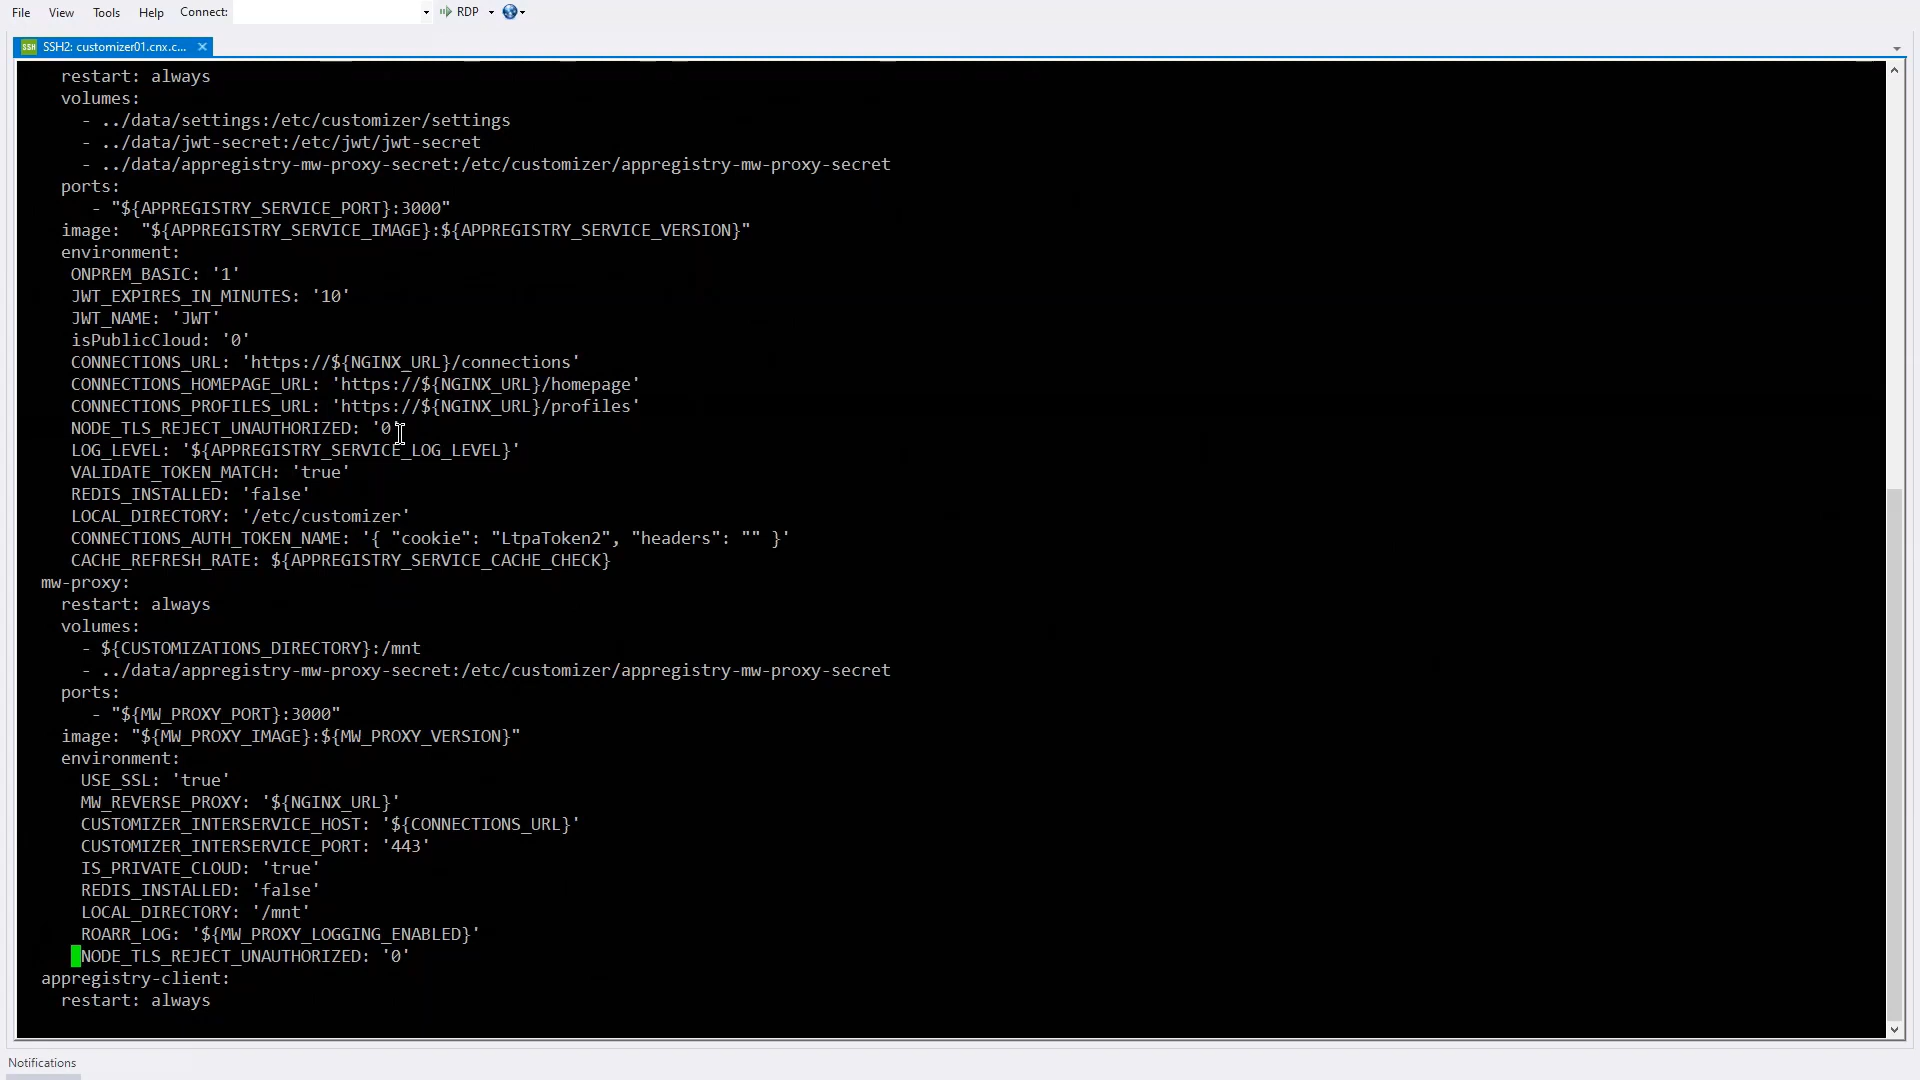 File View Tools Help Connect: RDP
SSH SSH2: customizer01.cnx.c...
restart: always
volumes:
- ../data/settings:/etc/customizer/settings
- ../data/jwt-secret:/etc/jwt/jwt-secret
- ../data/appregistry-mw-proxy-secret:/etc/customizer/appregistry-mw-proxy-secret
ports:
- "${APPREGISTRY_SERVICE_PORT}:3000"
image:  "${APPREGISTRY_SERVICE_IMAGE}:${APPREGISTRY_SERVICE_VERSION}"
environment:
ONPREM_BASIC: '1'
JWT_EXPIRES_IN_MINUTES: '10'
JWT_NAME: 'JWT'
isPublicCloud: '0'
CONNECTIONS_URL: 'https://${NGINX_URL}/connections'
CONNECTIONS_HOMEPAGE_URL: 'https://${NGINX_URL}/homepage'
CONNECTIONS_PROFILES_URL: 'https://${NGINX_URL}/profiles'
NODE_TLS_REJECT_UNAUTHORIZED: '0'
LOG_LEVEL: '${APPREGISTRY_SERVICE_LOG_LEVEL}'
VALIDATE_TOKEN_MATCH: 'true'
REDIS_INSTALLED: 'false'
LOCAL_DIRECTORY: '/etc/customizer'
CONNECTIONS_AUTH_TOKEN_NAME: '{ "cookie": "LtpaToken2", "headers": "" }'
CACHE_REFRESH_RATE: ${APPREGISTRY_SERVICE_CACHE_CHECK}
mw-proxy:
restart: always
volumes:
- ${CUSTOMIZATIONS_DIRECTORY}:/mnt
- ../data/appregistry-mw-proxy-secret:/etc/customizer/appregistry-mw-proxy-secret
ports:
- "${MW_PROXY_PORT}:3000"
image: "${MW_PROXY_IMAGE}:${MW_PROXY_VERSION}"
environment:
USE_SSL: 'true'
MW_REVERSE_PROXY: '${NGINX_URL}'
CUSTOMIZER_INTERSERVICE_HOST: '${CONNECTIONS_URL}'
CUSTOMIZER_INTERSERVICE_PORT: '443'
IS_PRIVATE_CLOUD: 'true'
REDIS_INSTALLED: 'false'
LOCAL_DIRECTORY: '/mnt'
ROARR_LOG: '${MW_PROXY_LOGGING_ENABLED}'
NODE_TLS_REJECT_UNAUTHORIZED: '0'
appregistry-client:
restart: always
Notifications